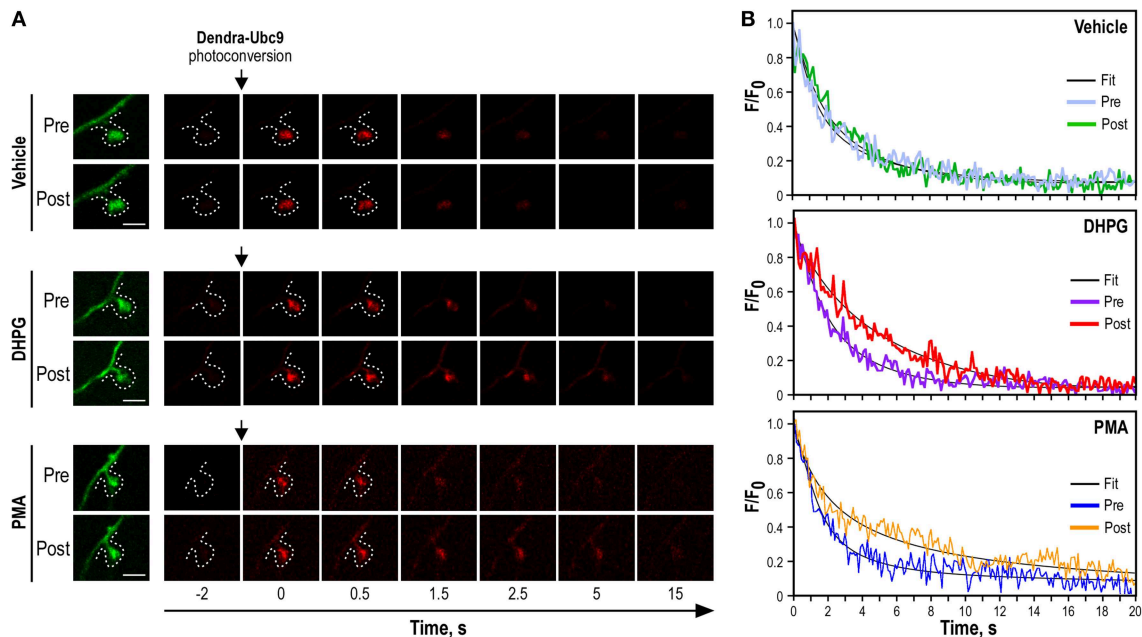 A
Dendra-Ubc9
photoconversion
Vehicle
Pre
Post
DHPG
Pre
Post
PMA
Pre
Post
-2 0 0.5 1.5 2.5 5 15
Time, s
B
Vehicle
F/F0
1.0
0.8
0.6
0.4
0.2
0
Fit
Pre
Post
DHPG
F/F0
1.0
0.8
0.6
0.4
0.2
0
Fit
Pre
Post
PMA
F/F0
1.0
0.8
0.6
0.4
0.2
0
Fit
Pre
Post
0 2 4 6 8 10 12 14 16 18 20
Time, s